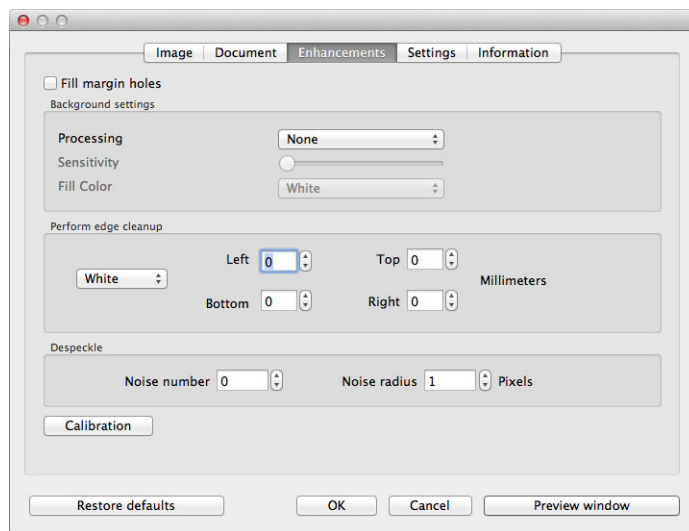 Image Document Enhancements Settings Information
Fill margin holes
Background settings
Processing None
Sensitivity
Fill Color White
Perform edge cleanup
Left 0 Top 0
White Millimeters
Bottom 0 Right 0
Despeckle
Noise number 0 Noise radius 1 Pixels
Calibration
Restore defaults OK Cancel Preview window